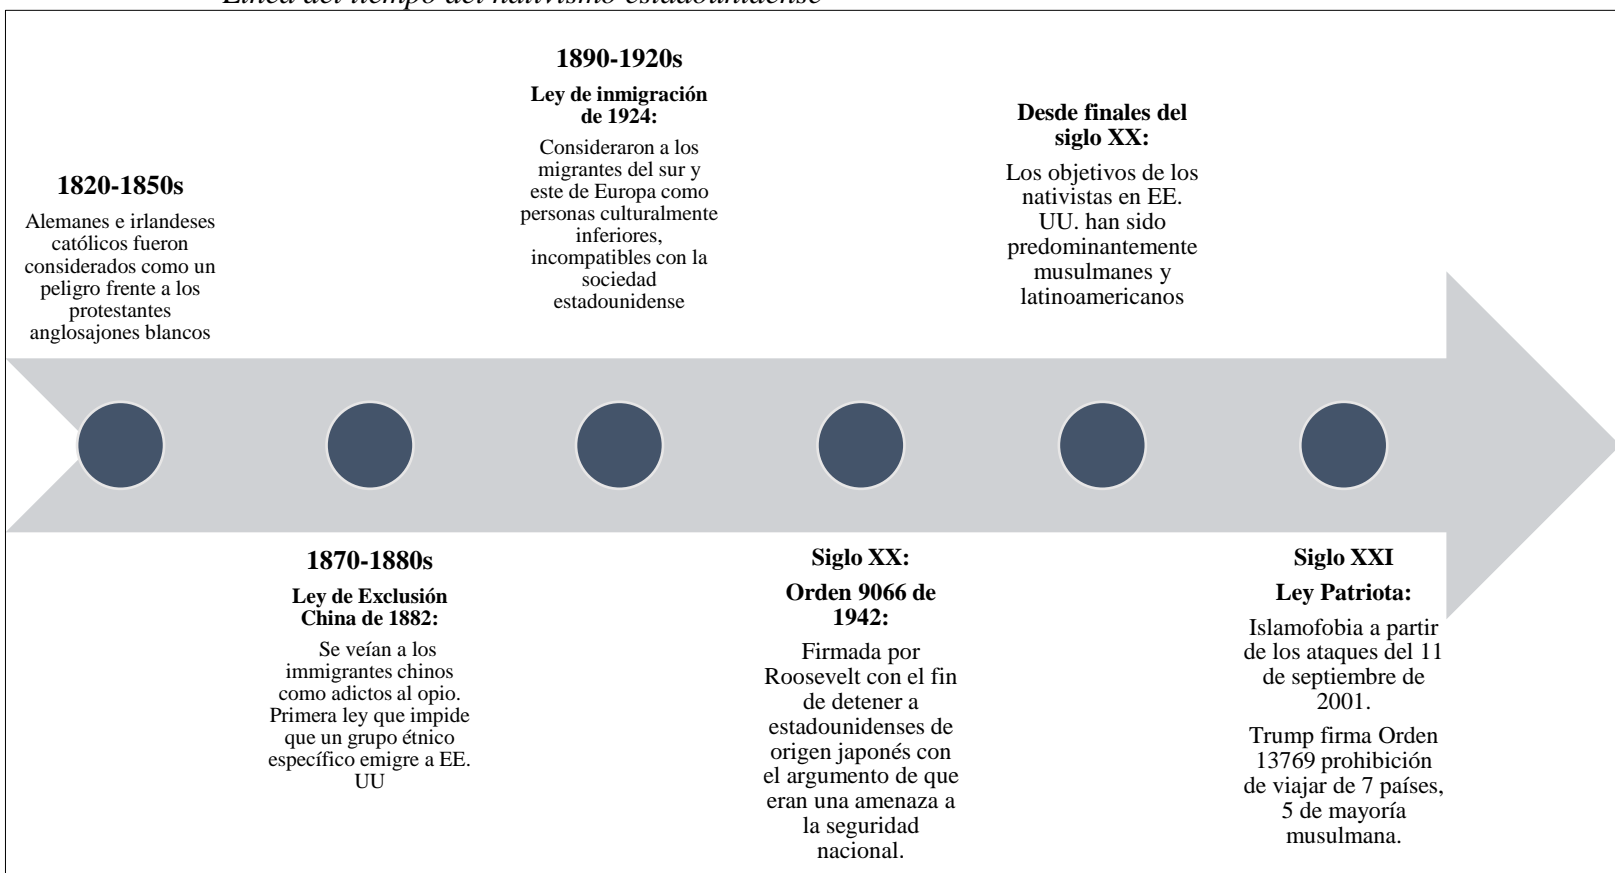 Línea del tiempo del nativismo estadounidense
1820-1850s
Alemanes e irlandeses
católicos fueron
considerados como un
peligro frente a los
protestantes
anglosajones blancos
1870-1880s
Ley de Exclusión
China de 1882:
Se veían a los
immigrantes chinos
como adictos al opio.
Primera ley que impide
que un grupo étnico
específico emigre a EE.
UU
1890-1920s
Ley de inmigración
de 1924:
Consideraron a los
migrantes del sur y
este de Europa como
personas culturalmente
inferiores,
incompatibles con la
sociedad
estadounidense
Siglo XX:
Orden 9066 de
1942:
Firmada por
Roosevelt con el fin
de detener a
estadounidenses de
origen japonés con
el argumento de que
eran una amenaza a
la seguridad
nacional.
Desde finales del
siglo XX:
Los objetivos de los
nativistas en EE.
UU. han sido
predominantemente
musulmanes y
latinoamericanos
Siglo XXI
Ley Patriota:
Islamofobia a partir
de los ataques del 11
de septiembre de
2001.
Trump firma Orden
13769 prohibición
de viajar de 7 países,
5 de mayoría
musulmana.